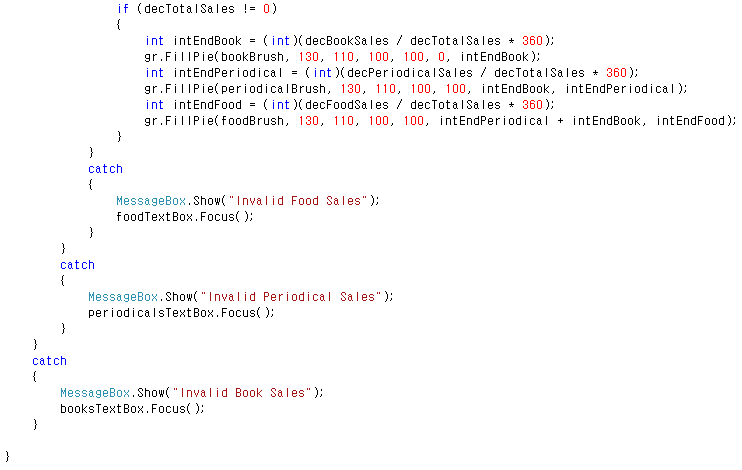 if (decTotalSales != 0)
{
int intEndBook = (int)(decBookSales / decTotalSales * 360);
gr.FillPie(bookBrush, 130, 110, 100, 100, 0, intEndBook);
int intEndPeriodical = (int)(decPeriodicalSales / decTotalSales * 360);
gr.FillPie(periodicalBrush, 130, 110, 100, 100, intEndBook, intEndPeriodical);
int intEndFood = (int)(decFoodSales / decTotalSales * 360);
gr.FillPie(foodBrush, 130, 110, 100, 100, intEndPeriodical + intEndBook, intEndFood);
}
}
catch
{
MessageBox.Show("Invalid Food Sales");
foodTextBox.Focus();
}
}
catch
{
MessageBox.Show("Invalid Periodical Sales");
periodicalsTextBox.Focus();
}
}
catch
{
MessageBox.Show("Invalid Book Sales");
booksTextBox.Focus();
}
}